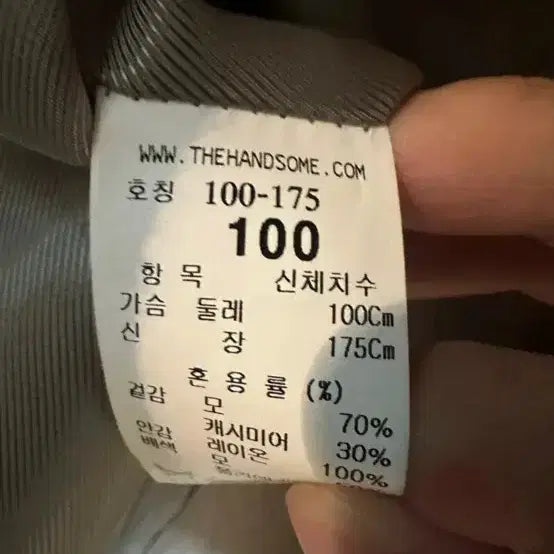 WWW.THEHANDSOME.COM
호칭 100-175
100
항 목 신체치수
가슴 둘레 100Cm
신 장 175Cm
혼 용 률 (%)
겉감 모 70%
캐시미어 30%
안감 레이온 100%
배색 모